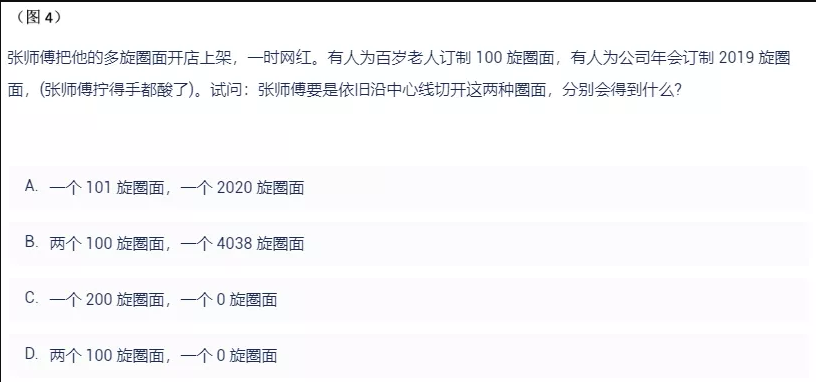 （图 4）
张师傅把他的多旋圈面开店上架，一时网红。有人为百岁老人订制 100 旋圈面，有人为公司年会订制 2019 旋圈
面，(张师傅拧得手都酸了)。试问：张师傅要是依旧沿中心线切开这两种圈面，分别会得到什么?
A. 一个 101 旋圈面，一个 2020 旋圈面
B. 两个 100 旋圈面，一个 4038 旋圈面
C. 一个 200 旋圈面，一个 0 旋圈面
D. 两个 100 旋圈面，一个 0 旋圈面